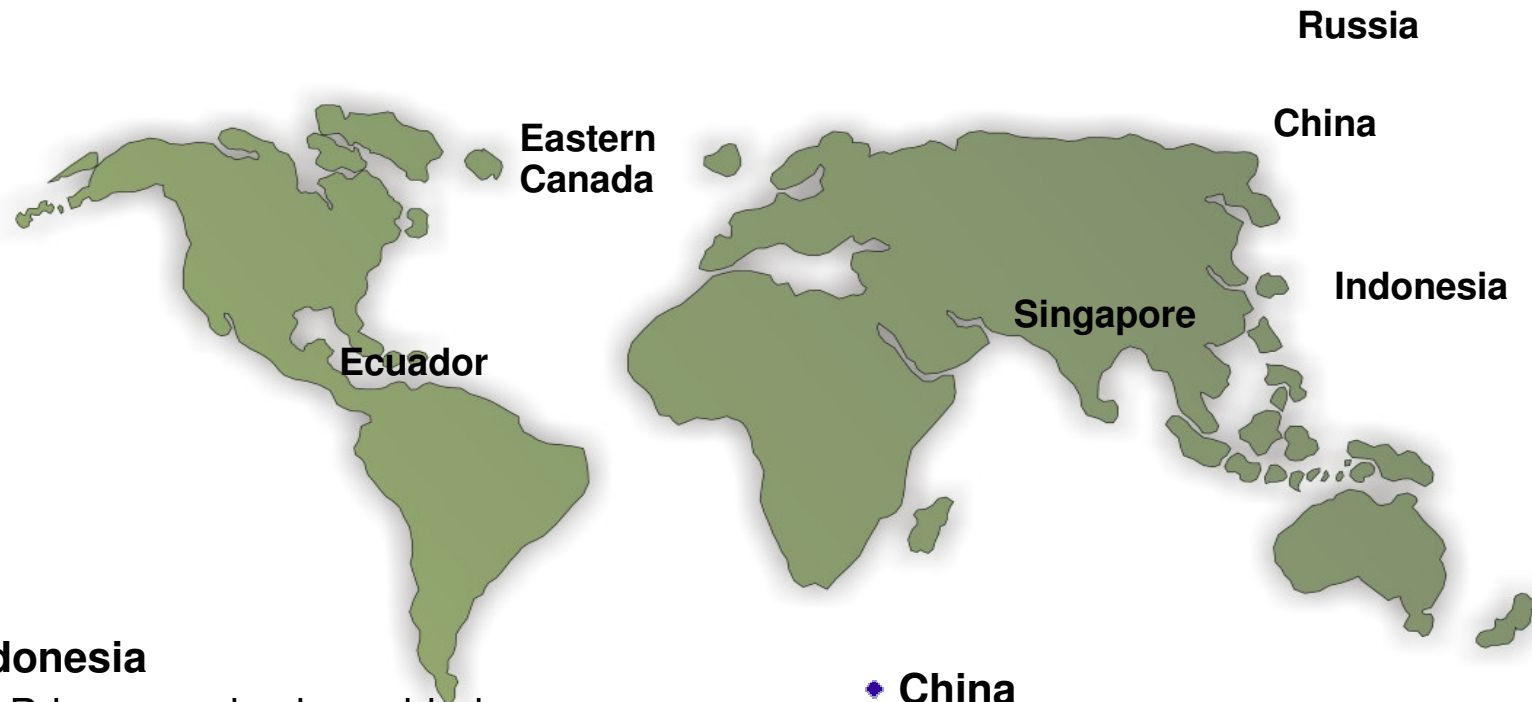 Russia
China
Eastern
Canada
Indonesia
Singapore
Ecuador
donesia
China